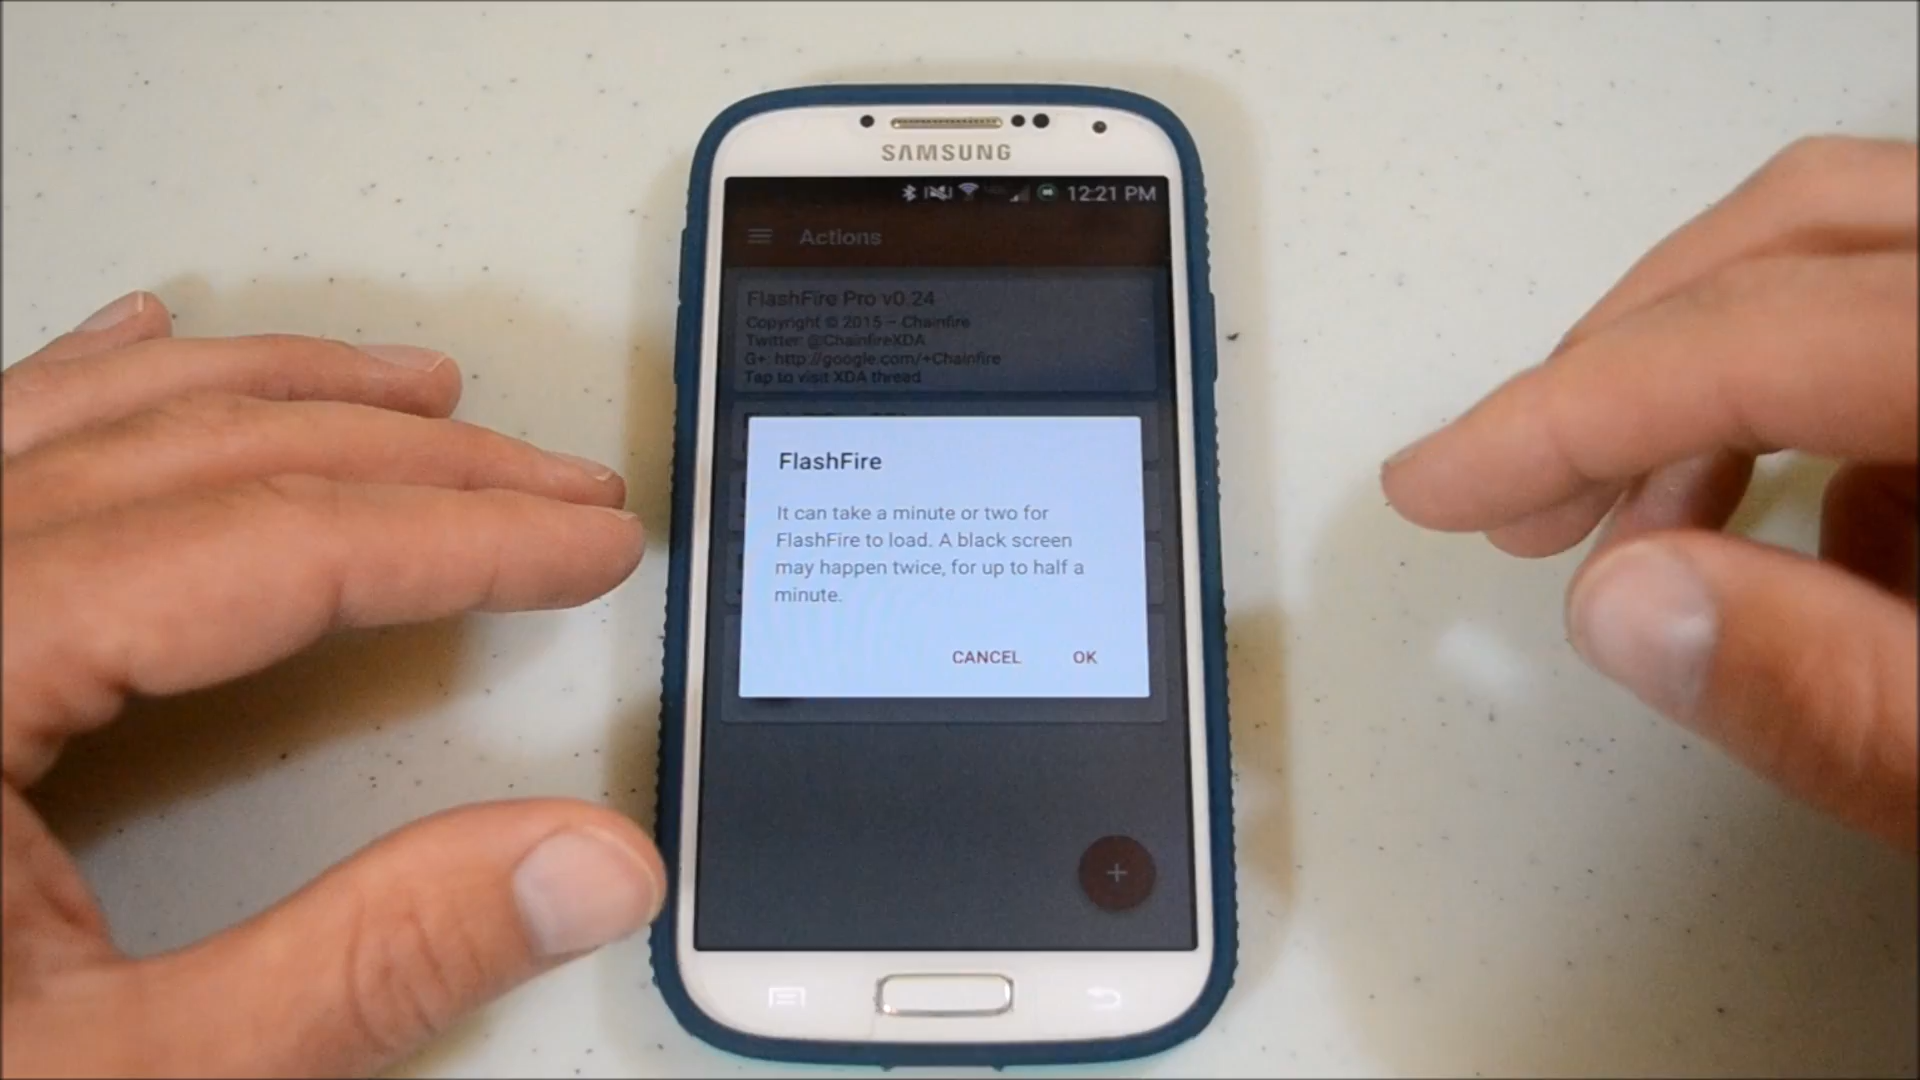 SAMSUNG
12:21 PM
Actions
FlashFire Pro v0.24
Copyright © 2015 – Chainfire
Twitter: @ChainfireXDA
G+: http://google.com/+Chainfire
Tap to visit XDA thread
FlashFire
It can take a minute or two for
FlashFire to load. A black screen
may happen twice, for up to half a
minute.
CANCEL OK